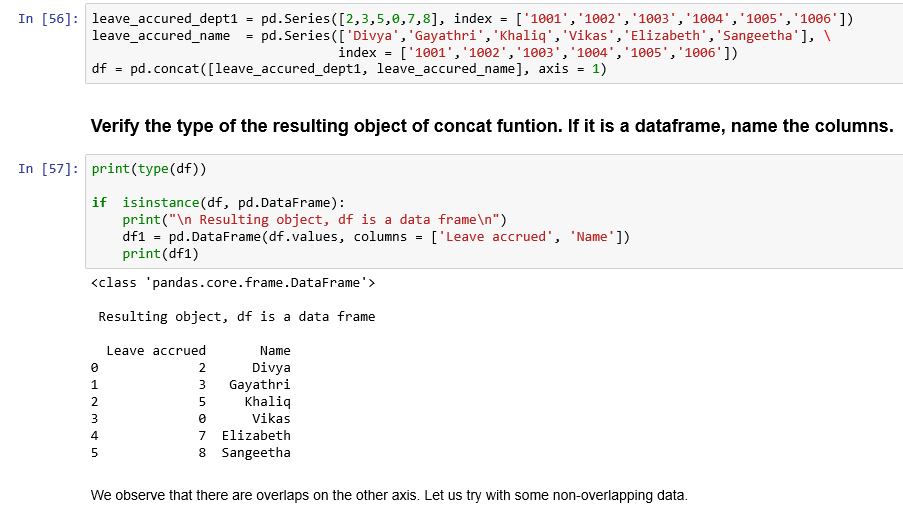 In [56]: leave_accured_dept1 = pd.Series([2,3,5,0,7,8], index = ['1001','1002','1003','1004','1005','1006'])
leave_accured_name  = pd.Series(['Divya','Gayathri','Khaliq','Vikas','Elizabeth','Sangeetha'], \
index = ['1001','1002','1003','1004','1005','1006'])
df = pd.concat([leave_accured_dept1, leave_accured_name], axis = 1)
Verify the type of the resulting object of concat funtion. If it is a dataframe, name the columns.
In [57]: print(type(df))
if  isinstance(df, pd.DataFrame):
print("\n Resulting object, df is a data frame\n")
df1 = pd.DataFrame(df.values, columns = ['Leave accrued', 'Name'])
print(df1)
<class 'pandas.core.frame.DataFrame'>
Resulting object, df is a data frame
Leave accrued Name
0 2 Divya
1 3 Gayathri
2 5 Khaliq
3 0 Vikas
4 7 Elizabeth
5 8 Sangeetha
We observe that there are overlaps on the other axis. Let us try with some non-overlapping data.